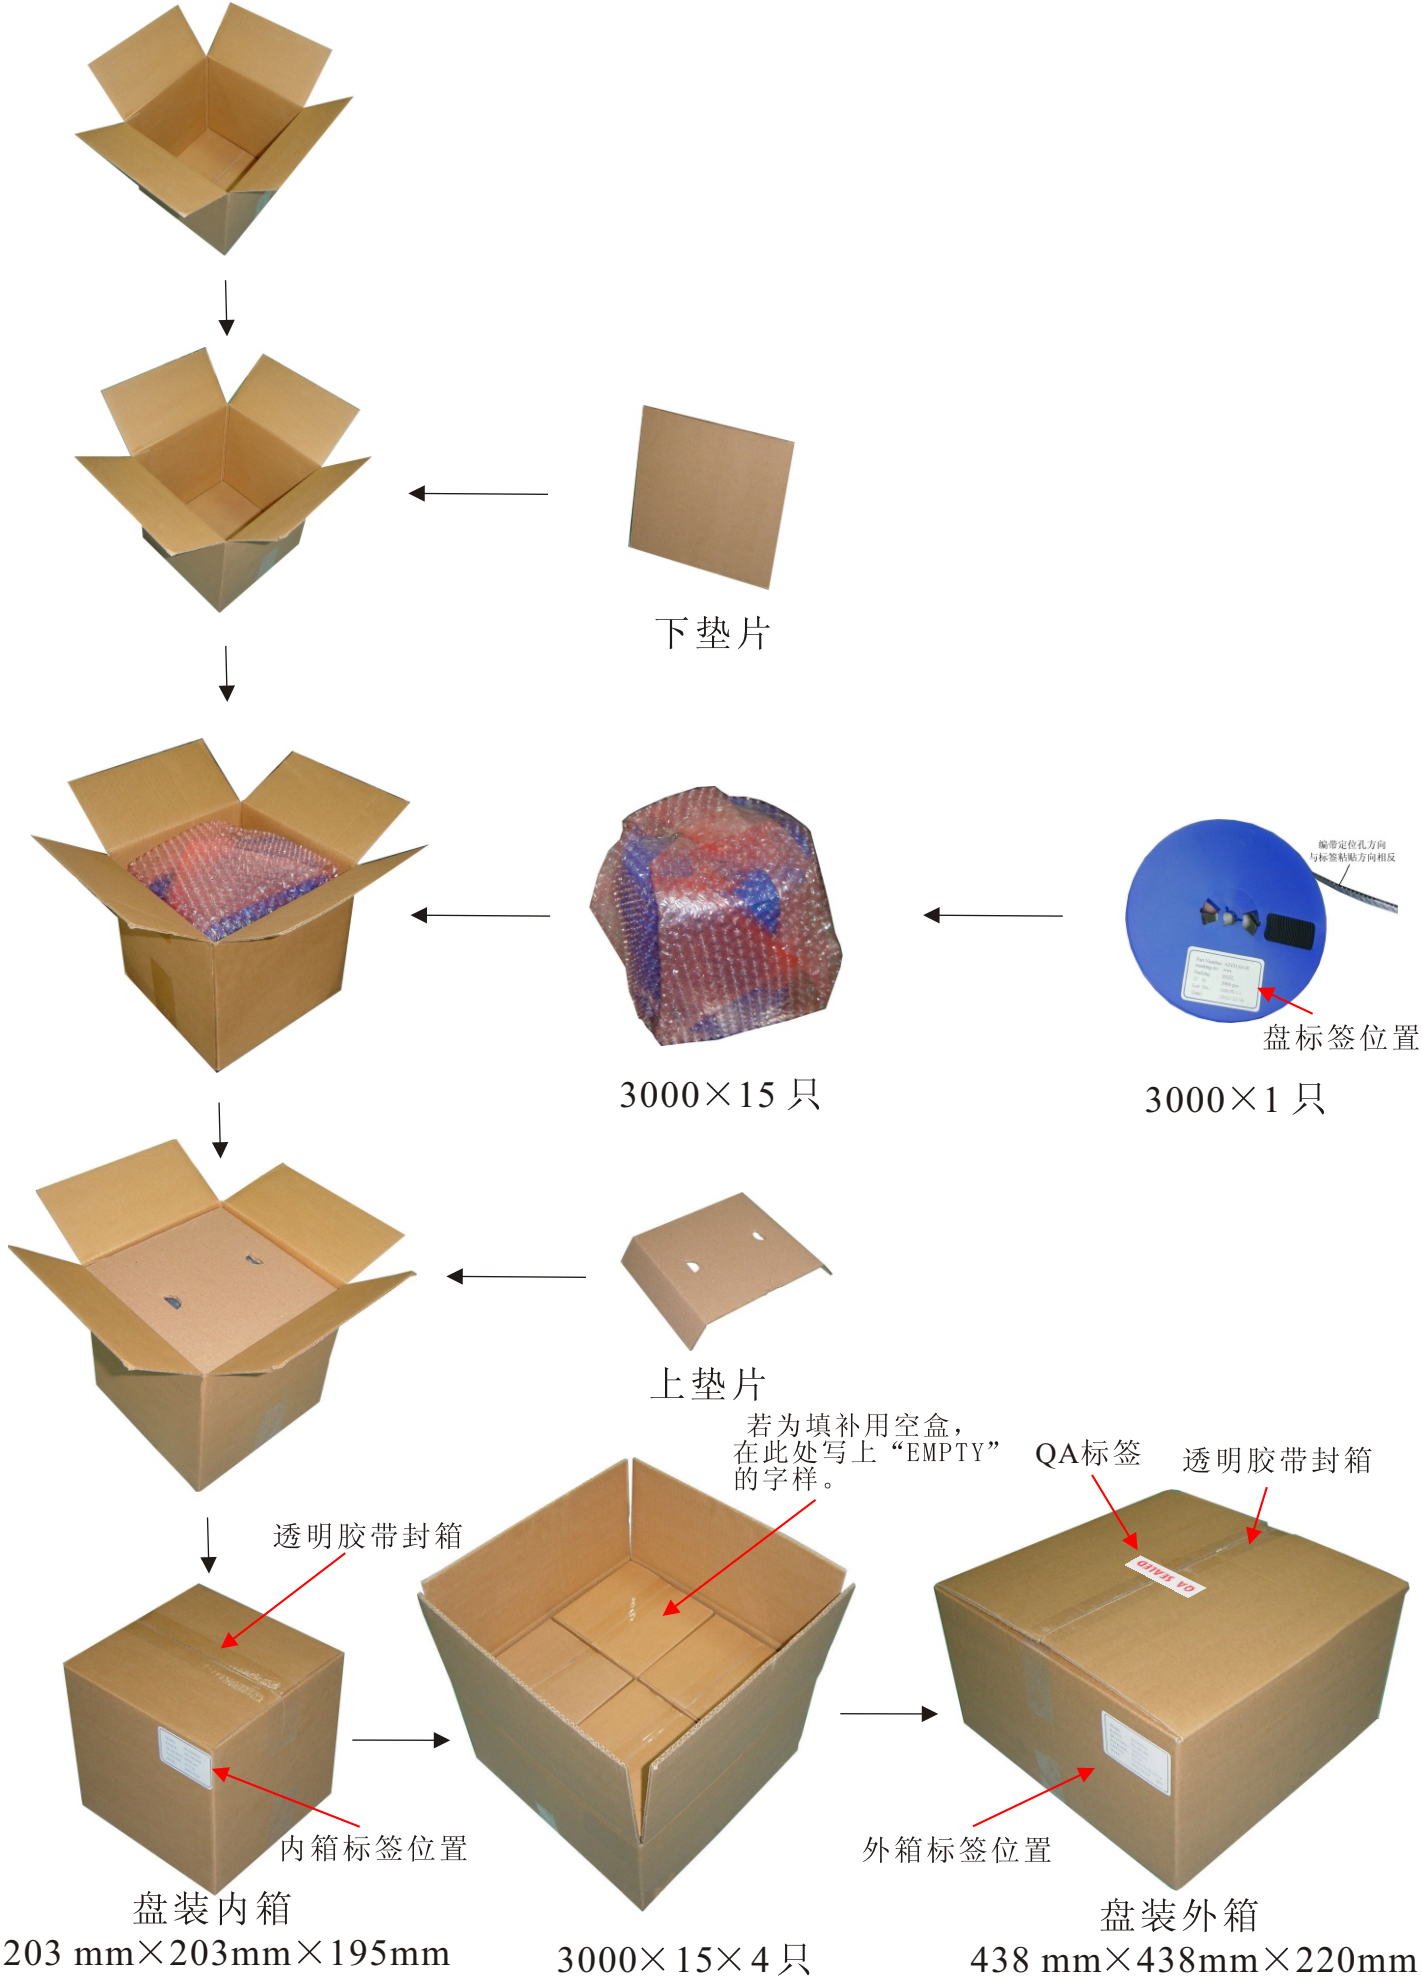 下垫片
编带定位孔方向
与标签粘贴方向相反
盘标签位置
3000×15 只
3000×1 只
上垫片
若为填补用空盒，
在此处写上“EMPTY”
的字样。
QA标签
透明胶带封箱
透明胶带封箱
QA SEALED
内箱标签位置
外箱标签位置
盘装内箱
203 mm×203mm×195mm
3000×15×4 只
盘装外箱
438 mm×438mm×220mm